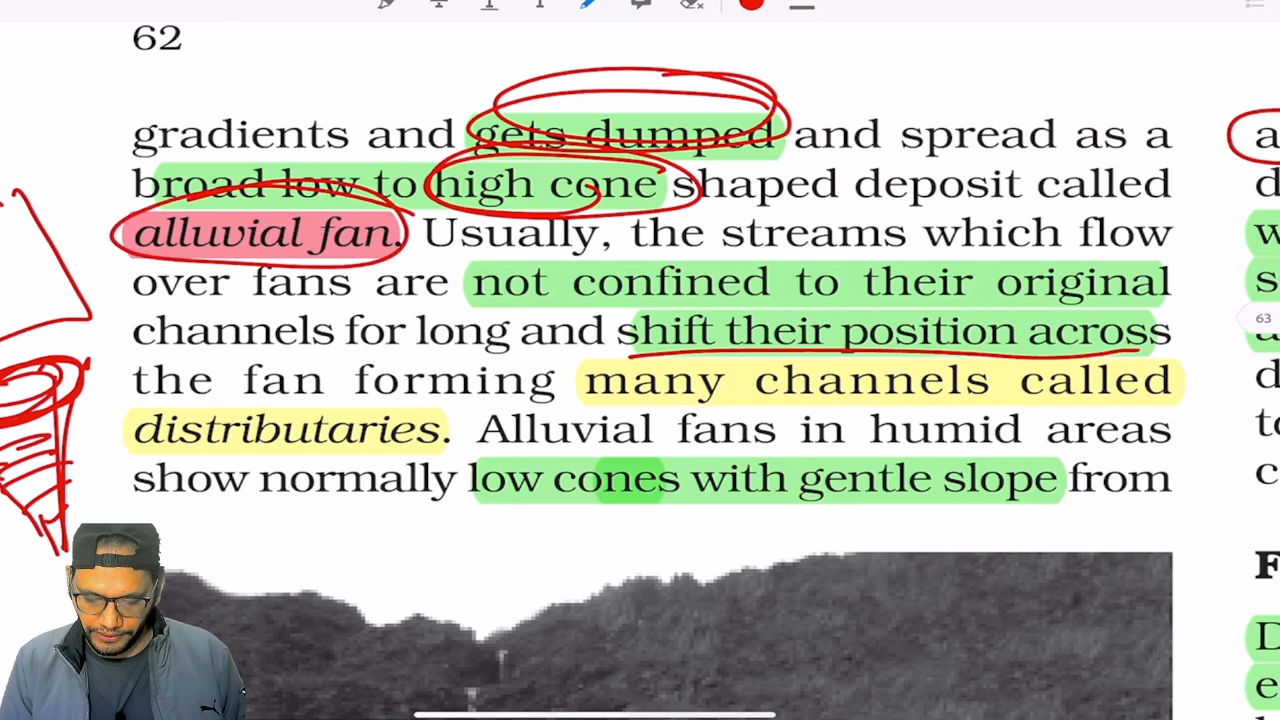 62
gradients and gets dumped and spread as a
broad low to high cone shaped deposit called
alluvial fan. Usually, the streams which flow
over fans are not confined to their original
channels for long and shift their position across
the fan forming many channels called
distributaries. Alluvial fans in humid areas
show normally low cones with gentle slope from
63